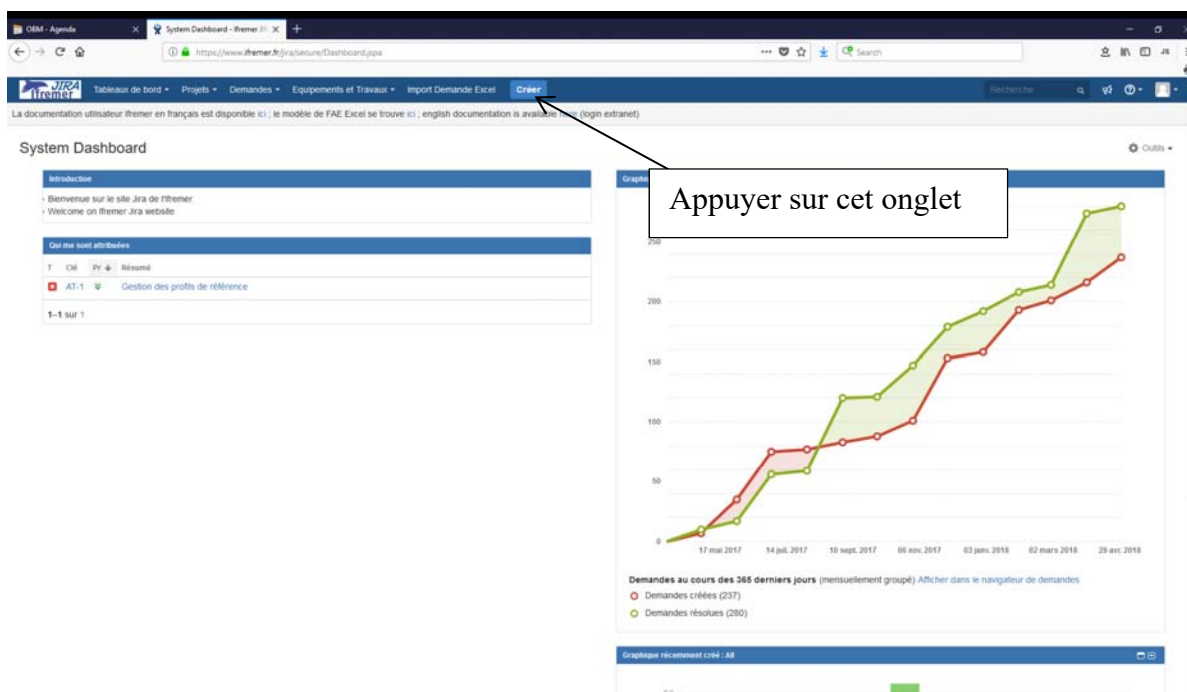 OBM - Agenda
System Dashboard - Ifremer JI
https://www.ifremer.fr/jira/secure/Dashboard.jspa
Search
JIRA
Ifremer
Tableaux de bord
Projets
Demandes
Equipements et Travaux
Import Demande Excel
Créer
Recherche
La documentation utilisateur Ifremer en français est disponible ici ; le modèle de FAE Excel se trouve ici ; english documentation is available here (login extranet)
System Dashboard
Outils
Introduction
Bienvenue sur le site Jira de l'Ifremer.
Welcome on Ifremer Jira website
Qui me sont attribuées
T Clé Pr Résumé
AT-1 Gestion des profils de référence
1–1 sur 1
Appuyer sur cet onglet
250
200
150
100
50
0
17 mai 2017 14 juil. 2017 10 sept. 2017 06 nov. 2017 03 janv. 2018 02 mars 2018 29 avr. 2018
Demandes au cours des 365 derniers jours (mensuellement groupé) Afficher dans le navigateur de demandes
Demandes créées (237)
Demandes résolues (280)
Graphique récemment créé : All